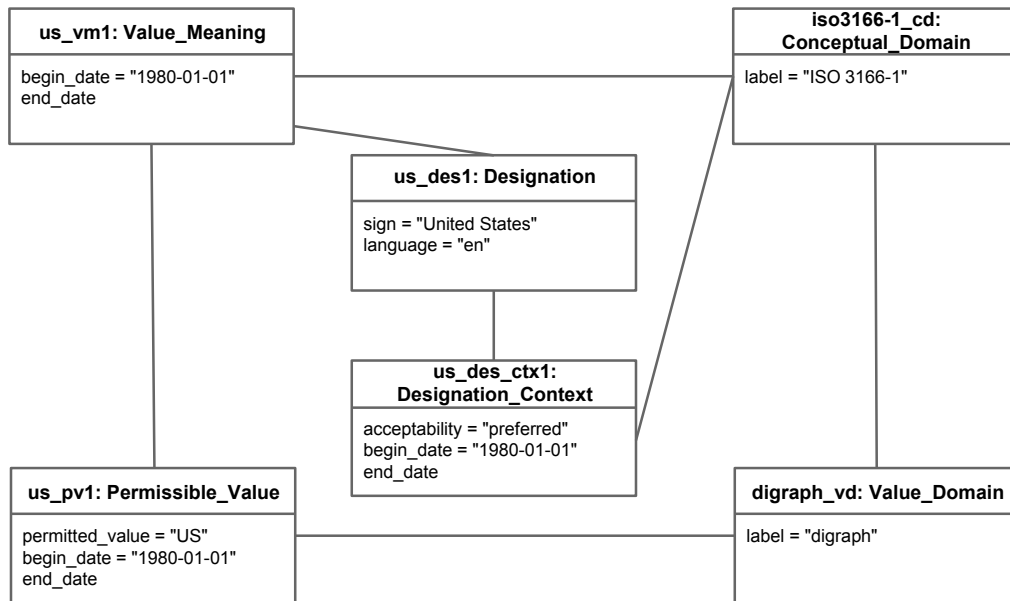 us_vm1: Value_Meaning
begin_date = "1980-01-01"
end_date
iso3166-1_cd:
Conceptual_Domain
label = "ISO 3166-1"
us_des1: Designation
sign = "United States"
language = "en"
us_des_ctx1:
Designation_Context
acceptability = "preferred"
begin_date = "1980-01-01"
end_date
us_pv1: Permissible_Value
permitted_value = "US"
begin_date = "1980-01-01"
end_date
digraph_vd: Value_Domain
label = "digraph"